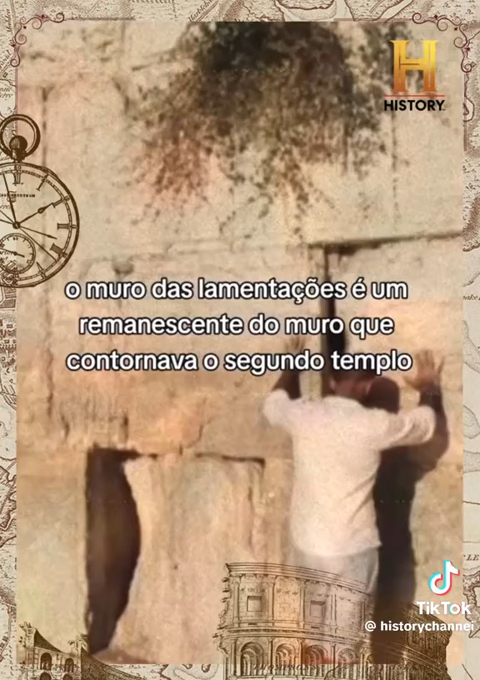 H
HISTORY
o muro das lamentações é um
remanescente do muro que
contornava o segundo templo
TikTok
@ historychannel